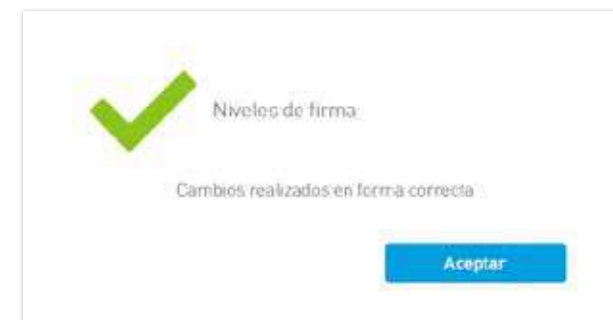 Niveles de firma
Cambios realizados en forma correcta
Aceptar